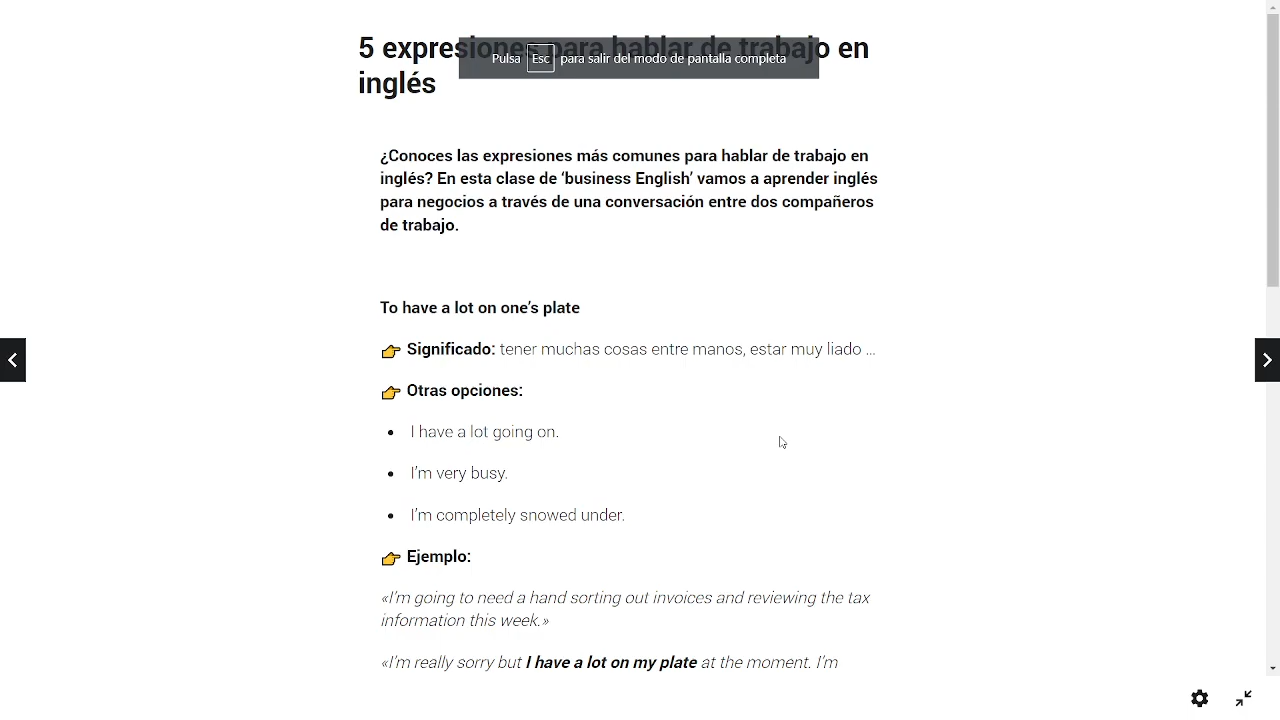 5 expresiones para hablar de trabajo en
inglés
Pulsa Esc para salir del modo de pantalla completa
¿Conoces las expresiones más comunes para hablar de trabajo en
inglés? En esta clase de ‘business English’ vamos a aprender inglés
para negocios a través de una conversación entre dos compañeros
de trabajo.
To have a lot on one’s plate
👉 Significado: tener muchas cosas entre manos, estar muy liado …
👉 Otras opciones:
• I have a lot going on.
• I’m very busy.
• I’m completely snowed under.
👉 Ejemplo:
«I’m going to need a hand sorting out invoices and reviewing the tax
information this week.»
«I’m really sorry but I have a lot on my plate at the moment. I’m